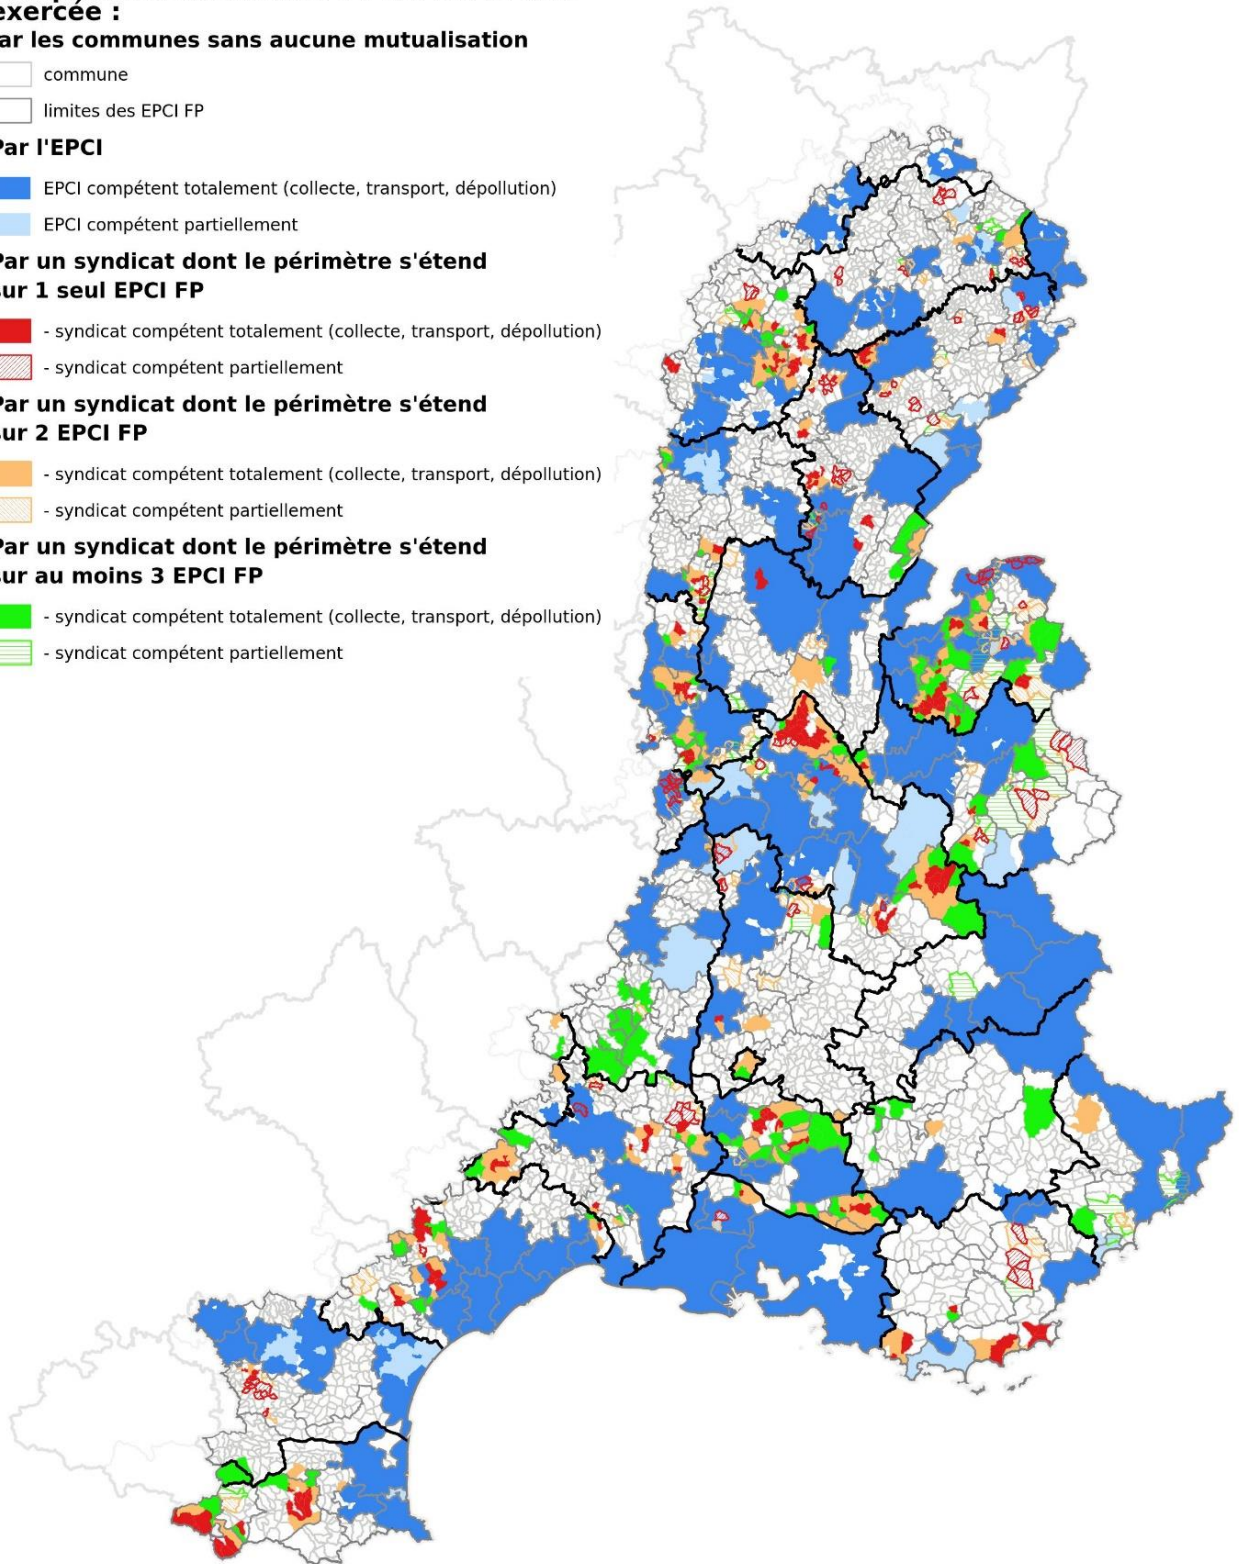 exercée :
ar les communes sans aucune mutualisation
commune
limites des EPCI FP
Par l'EPCI
EPCI compétent totalement (collecte, transport, dépollution)
EPCI compétent partiellement
Par un syndicat dont le périmètre s'étend
sur 1 seul EPCI FP
- syndicat compétent totalement (collecte, transport, dépollution)
- syndicat compétent partiellement
Par un syndicat dont le périmètre s'étend
sur 2 EPCI FP
- syndicat compétent totalement (collecte, transport, dépollution)
- syndicat compétent partiellement
Par un syndicat dont le périmètre s'étend
sur au moins 3 EPCI FP
- syndicat compétent totalement (collecte, transport, dépollution)
- syndicat compétent partiellement